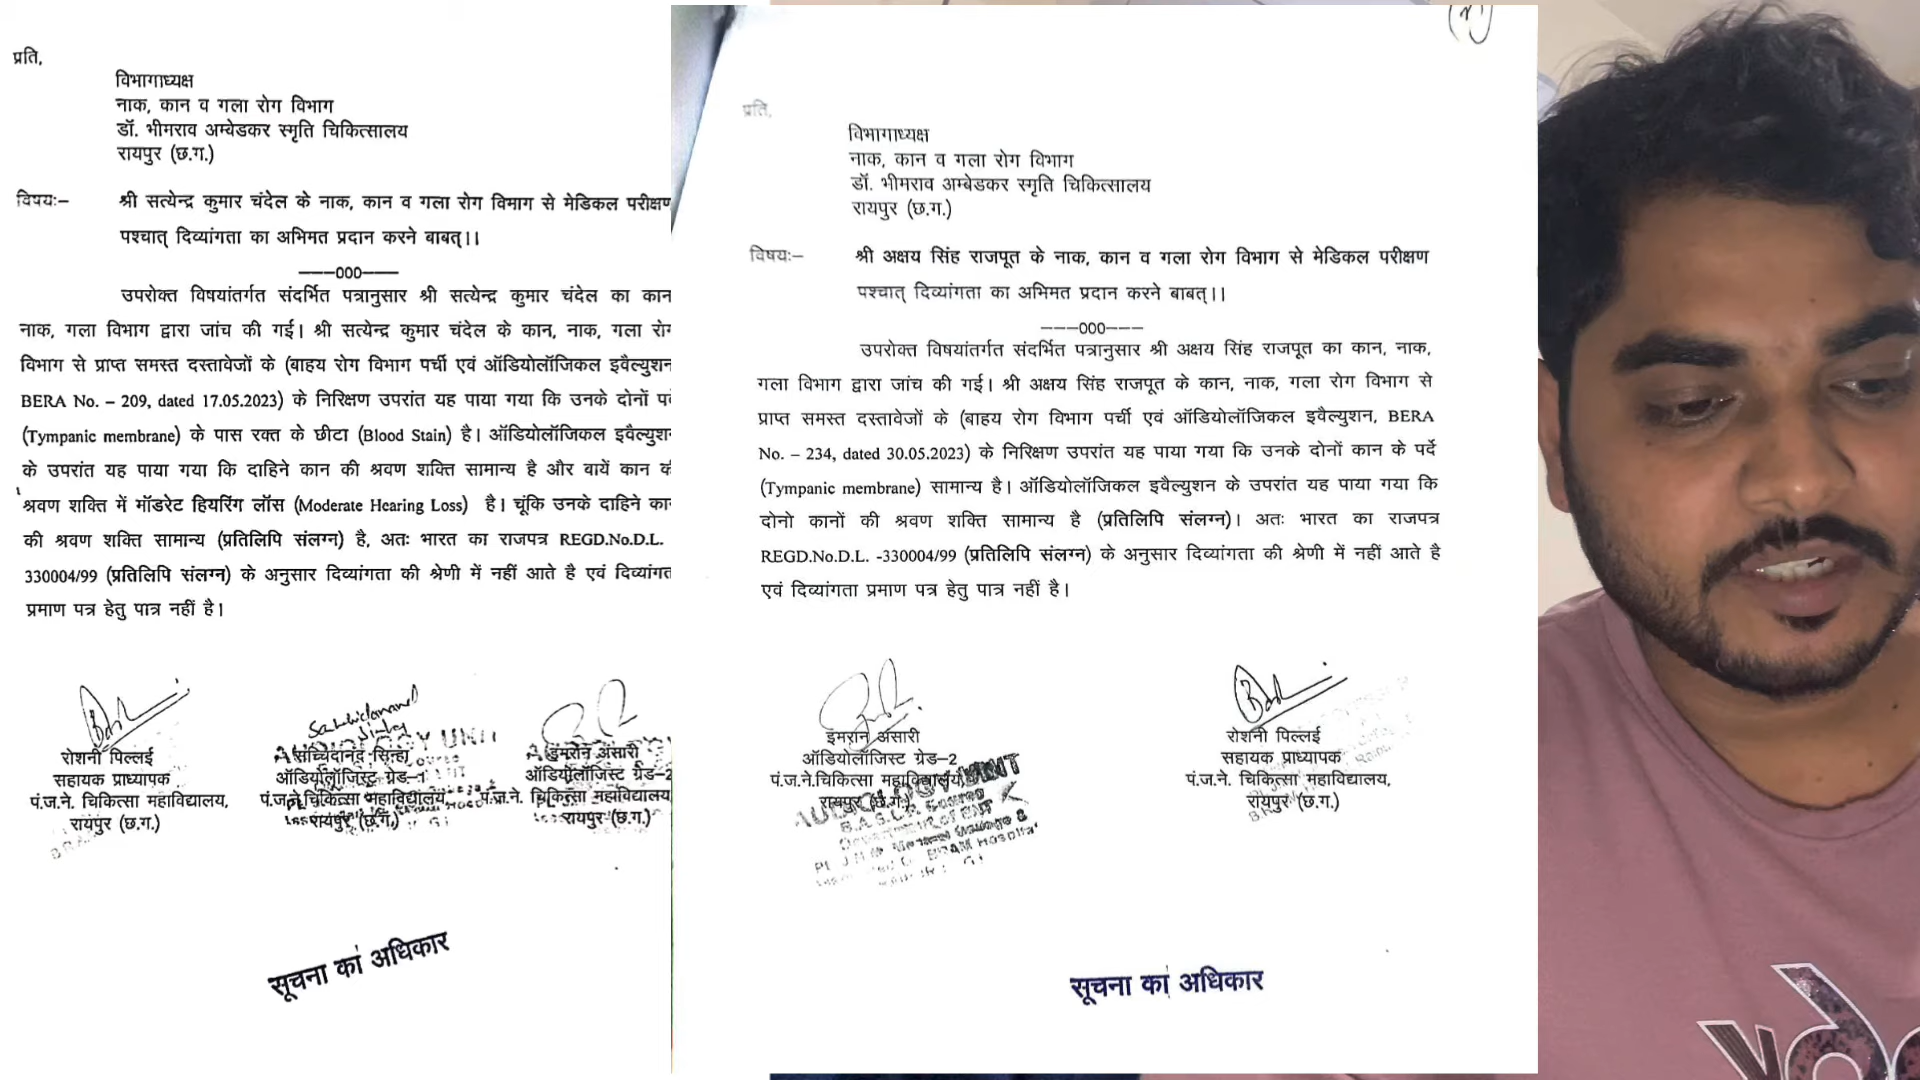 प्रति,
विभागाध्यक्ष
नाक, कान व गला रोग विभाग
डॉ. भीमराव अम्बेडकर स्मृति चिकित्सालय
रायपुर (छ.ग.)
विषयः– श्री सत्येन्द्र कुमार चंदेल के नाक, कान व गला रोग विभाग से मेडिकल परीक्षण
पश्चात् दिव्यांगता का अभिमत प्रदान करने बाबत्।।
–––000–––
उपरोक्त विषयांतर्गत संदर्भित पत्रानुसार श्री सत्येन्द्र कुमार चंदेल का कान
नाक, गला विभाग द्वारा जांच की गई। श्री सत्येन्द्र कुमार चंदेल के कान, नाक, गला
विभाग से प्राप्त समस्त दस्तावेजों के (बाहय रोग विभाग पर्ची एवं ऑडियोलॉजिकल इवैल्युशन
BERA No. – 209, dated 17.05.2023) के निरिक्षण उपरांत यह पाया गया कि उनके दोनों
(Tympanic membrane) के पास रक्त के छीटा (Blood Stain) है। ऑडियोलॉजिकल
के उपरांत यह पाया गया कि दाहिने कान की श्रवण शक्ति सामान्य है और बायें कान
श्रवण शक्ति में मॉडरेट हियरिंग लॉस (Moderate Hearing Loss) है। चूंकि उनके दाहिने
की श्रवण शक्ति सामान्य (प्रतिलिपि संलग्न) है, अतः भारत का राजपत्र REGD.No.D.L.
330004/99 (प्रतिलिपि संलग्न) के अनुसार दिव्यांगता की श्रेणी में नहीं आते है एवं
प्रमाण पत्र हेतु पात्र नहीं है।
रोशनी पिल्लई
सहायक प्राध्यापक
पं.ज.ने. चिकित्सा महाविद्यालय,
रायपुर (छ.ग.)
सच्चिदानंद सिन्हा
ऑडियोलॉजिस्ट ग्रेड–1
पं.ज.ने. चिकित्सा महाविद्यालय,
रायपुर (छ.ग.)
इमरान अंसारी
ऑडियोलॉजिस्ट ग्रेड–2
पं.ज.ने. चिकित्सा महाविद्यालय
रायपुर (छ.ग.)
सूचना का अधिकार
प्रति,
विभागाध्यक्ष
नाक, कान व गला रोग विभाग
डॉ. भीमराव अम्बेडकर स्मृति चिकित्सालय
रायपुर (छ.ग.)
विषयः– श्री अक्षय सिंह राजपूत के नाक, कान व गला रोग विभाग से मेडिकल परीक्षण
पश्चात् दिव्यांगता का अभिमत प्रदान करने बाबत्।।
–––000–––
उपरोक्त विषयांतर्गत संदर्भित पत्रानुसार श्री अक्षय सिंह राजपूत का कान, नाक,
गला विभाग द्वारा जांच की गई। श्री अक्षय सिंह राजपूत के कान, नाक, गला रोग विभाग से
प्राप्त समस्त दस्तावेजों के (बाहय रोग विभाग पर्ची एवं ऑडियोलॉजिकल इवैल्युशन, BERA
No. – 234, dated 30.05.2023) के निरिक्षण उपरांत यह पाया गया कि उनके दोनों कान के पर्दे
(Tympanic membrane) सामान्य है। ऑडियोलॉजिकल इवैल्युशन के उपरांत यह पाया गया कि
दोनो कानों की श्रवण शक्ति सामान्य है (प्रतिलिपि संलग्न)। अतः भारत का राजपत्र
REGD.No.D.L. -330004/99 (प्रतिलिपि संलग्न) के अनुसार दिव्यांगता की श्रेणी में नहीं आते है
एवं दिव्यांगता प्रमाण पत्र हेतु पात्र नहीं है।
इमरान अंसारी
ऑडियोलॉजिस्ट ग्रेड–2
पं.ज.ने.चिकित्सा महाविद्यालय,
रायपुर (छ.ग.)
रोशनी पिल्लई
सहायक प्राध्यापक
पं.ज.ने. चिकित्सा महाविद्यालय,
रायपुर (छ.ग.)
सूचना का अधिकार